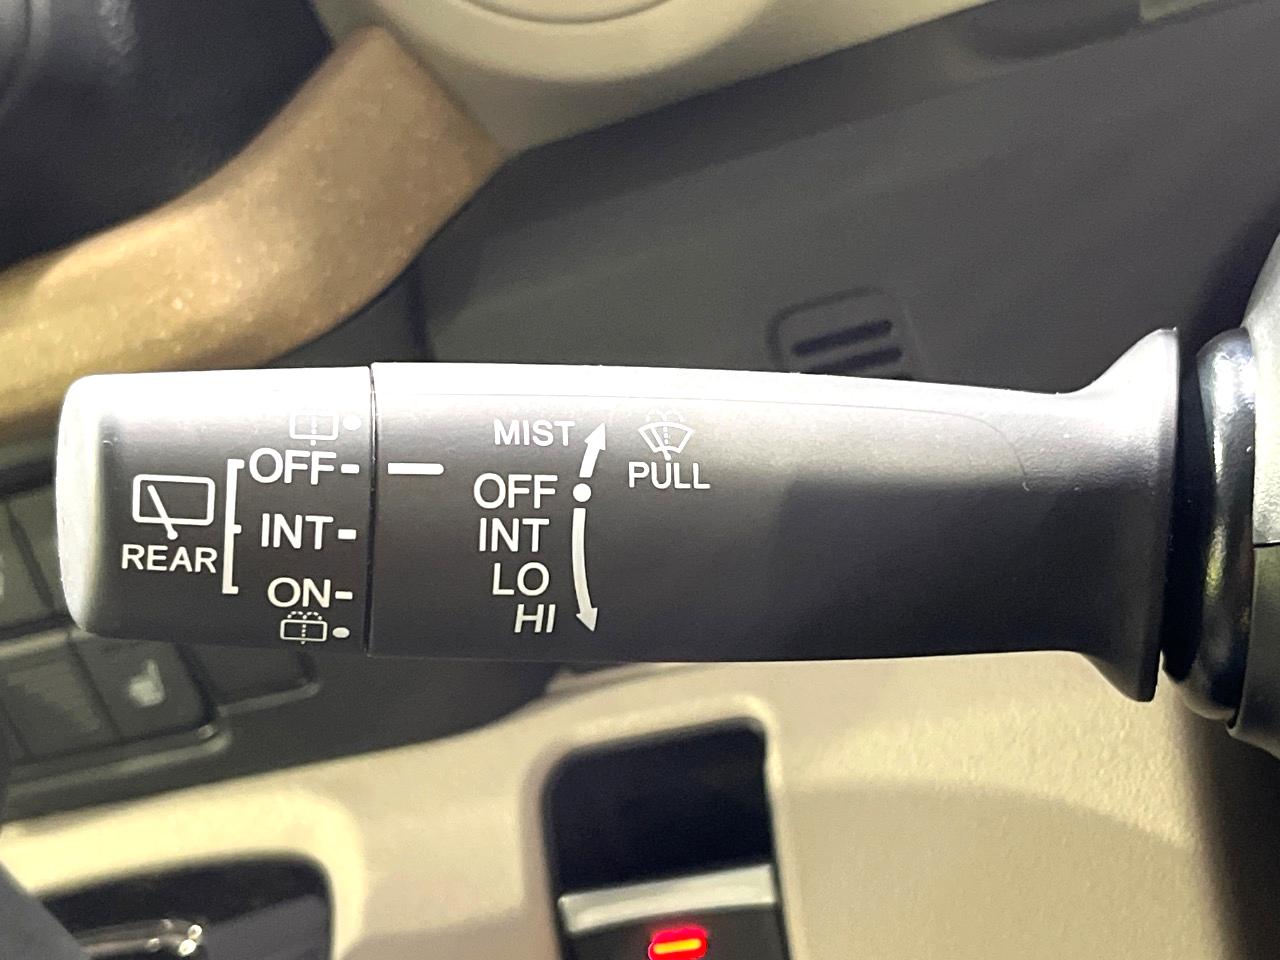 REAR
OFF
INT
ON
MIST
OFF
INT
LO
HI
PULL